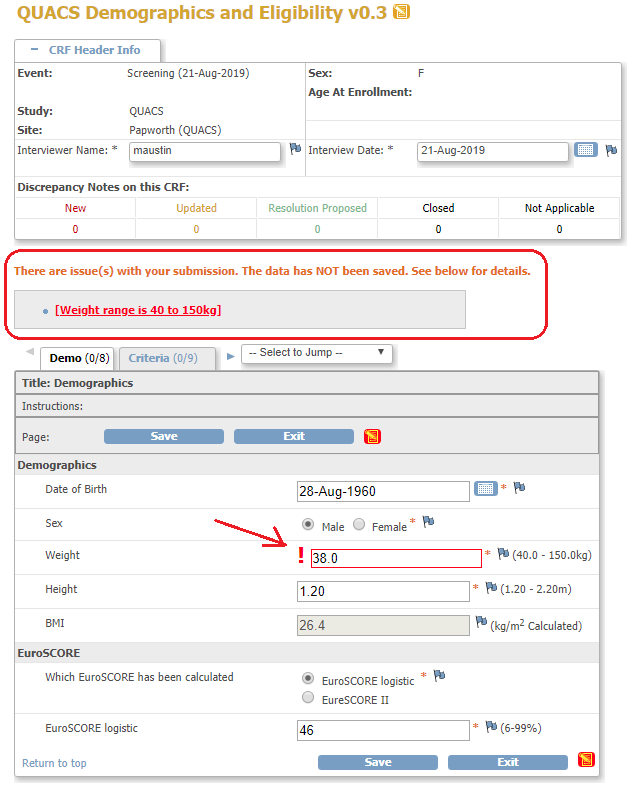 QUACS Demographics and Eligibility v0.3
− CRF Header Info
Event: Screening (21-Aug-2019) Sex: F
Age At Enrollment:
Study: QUACS
Site: Papworth (QUACS)
Interviewer Name: * maustin Interview Date: * 21-Aug-2019
Discrepancy Notes on this CRF:
New Updated Resolution Proposed Closed Not Applicable
0 0 0 0 0
There are issue(s) with your submission. The data has NOT been saved. See below for details.
• [Weight range is 40 to 150kg]
Demo (0/8) Criteria (0/9) -- Select to Jump --
Title: Demographics
Instructions:
Page: Save Exit
Demographics
Date of Birth 28-Aug-1960 *
Sex Male Female *
Weight ! 38.0 * (40.0 - 150.0kg)
Height 1.20 * (1.20 - 2.20m)
BMI 26.4 (kg/m² Calculated)
EuroSCORE
Which EuroSCORE has been calculated EuroSCORE logistic *
EureSCORE II
EuroSCORE logistic 46 * (6-99%)
Return to top Save Exit